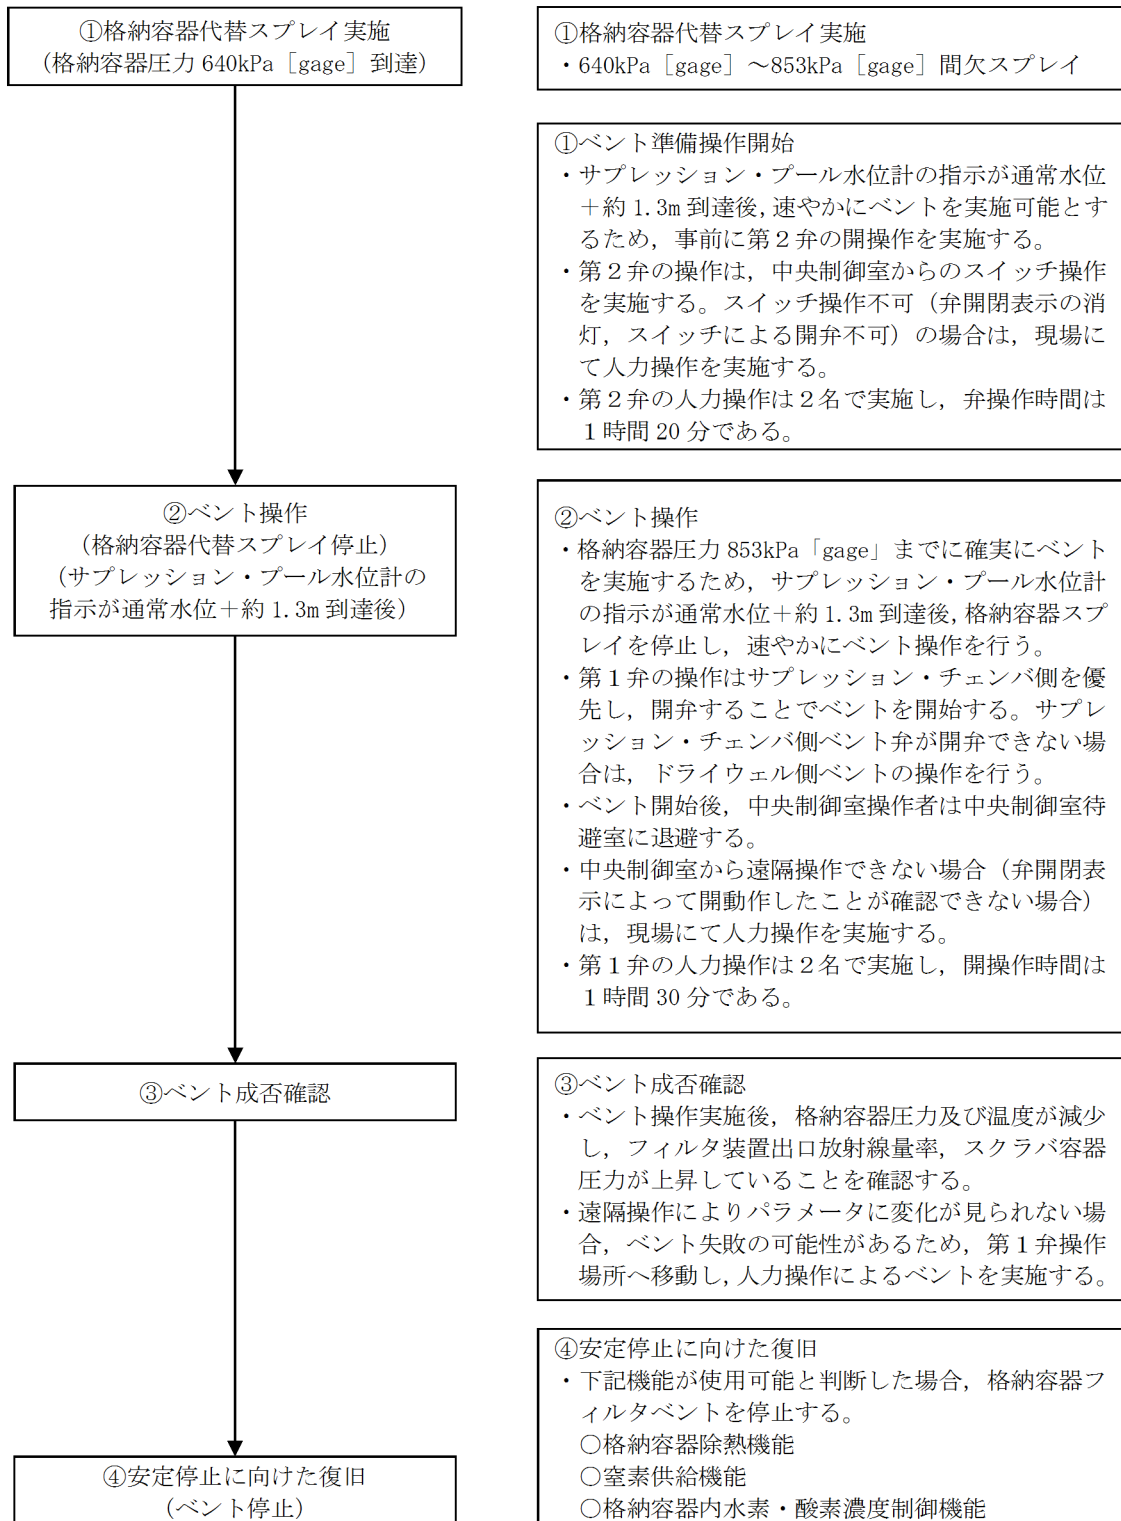 ①格納容器代替スプレイ実施
(格納容器圧力 640kPa［gage］到達)
①格納容器代替スプレイ実施
・640kPa［gage］～853kPa［gage］間欠スプレイ
①ベント準備操作開始
・サプレッション・プール水位計の指示が通常水位
＋約 1.3m 到達後,速やかにベントを実施可能とす
るため，事前に第２弁の開操作を実施する。
・第２弁の操作は，中央制御室からのスイッチ操作
を実施する。スイッチ操作不可（弁開閉表示の消
灯，スイッチによる開弁不可）の場合は，現場に
て人力操作を実施する。
・第２弁の人力操作は２名で実施し，弁操作時間は
１時間 20 分である。
②ベント操作
（格納容器代替スプレイ停止）
（サプレッション・プール水位計の
指示が通常水位＋約 1.3m 到達後）
②ベント操作
・格納容器圧力 853kPa「gage」までに確実にベント
を実施するため，サプレッション・プール水位計
の指示が通常水位＋約 1.3m 到達後,格納容器スプ
レイを停止し，速やかにベント操作を行う。
・第１弁の操作はサプレッション・チェンバ側を優
先し，開弁することでベントを開始する。サプレ
ッション・チェンバ側ベント弁が開弁できない場
合は，ドライウェル側ベントの操作を行う。
・ベント開始後，中央制御室操作者は中央制御室待
避室に退避する。
・中央制御室から遠隔操作できない場合（弁開閉表
示によって開動作したことが確認できない場合）
は，現場にて人力操作を実施する。
・第１弁の人力操作は２名で実施し，開操作時間は
１時間 30 分である。
③ベント成否確認
③ベント成否確認
・ベント操作実施後，格納容器圧力及び温度が減少
し，フィルタ装置出口放射線量率，スクラバ容器
圧力が上昇していることを確認する。
・遠隔操作によりパラメータに変化が見られない場
合，ベント失敗の可能性があるため，第１弁操作
場所へ移動し,人力操作によるベントを実施する。
④安定停止に向けた復旧
・下記機能が使用可能と判断した場合，格納容器フ
ィルタベントを停止する。
○格納容器除熱機能
○窒素供給機能
○格納容器内水素・酸素濃度制御機能
④安定停止に向けた復旧
（ベント停止）